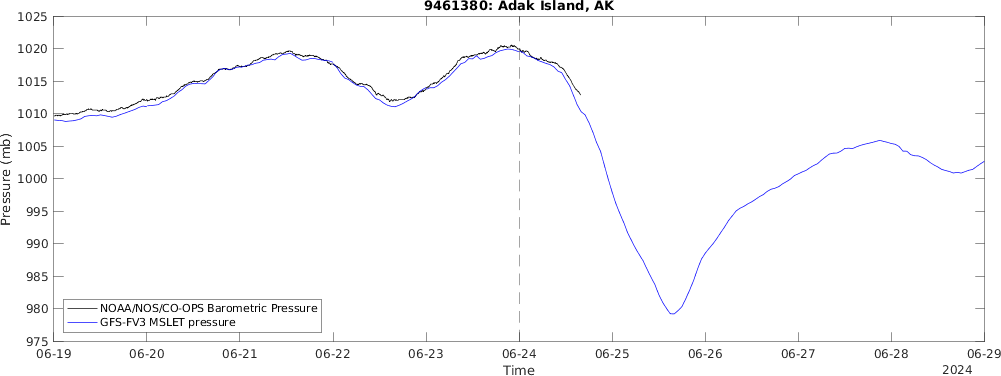 9461380: Adak Island, AK
1025
1020
1015
1010
1005
1000
995
990
985
980
975
Pressure (mb)
NOAA/NOS/CO-OPS Barometric Pressure
GFS-FV3 MSLET pressure
06-19 06-20 06-21 06-22 06-23 06-24 06-25 06-26 06-27 06-28 06-29
Time
2024